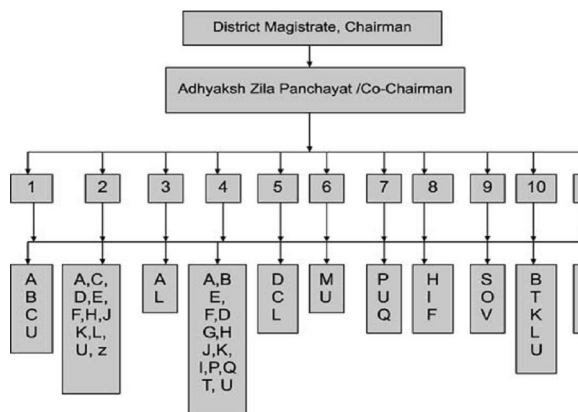 District Magistrate, Chairman
Adhyaksh Zila Panchayat /Co-Chairman
1
2
3
4
5
6
7
8
9
10
A
B
C
U
A,C,
D,E,
F,H,J
K,L,
U, z
A
L
A,B
E,
F,D
G,H
J,K,
I,P,Q
T, U
D
C
L
M
U
P
U
Q
H
I
F
S
O
V
B
T
K
L
U